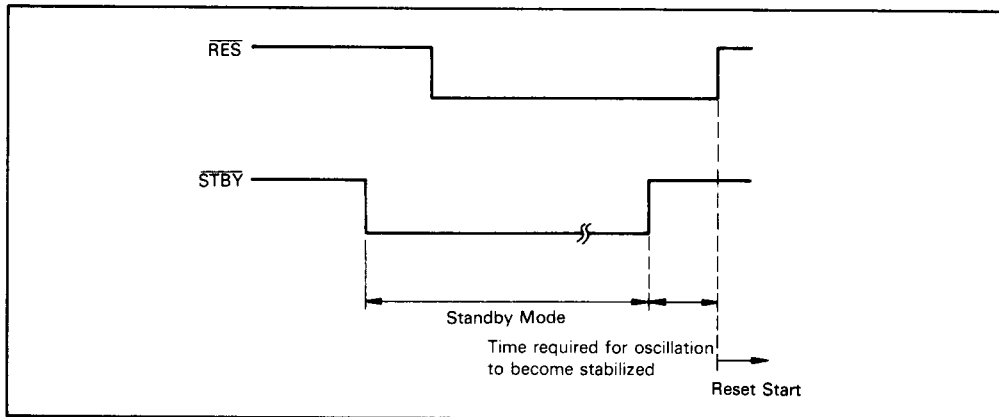 RES
STBY
Standby Mode
Time required for oscillation
to become stabilized
Reset Start